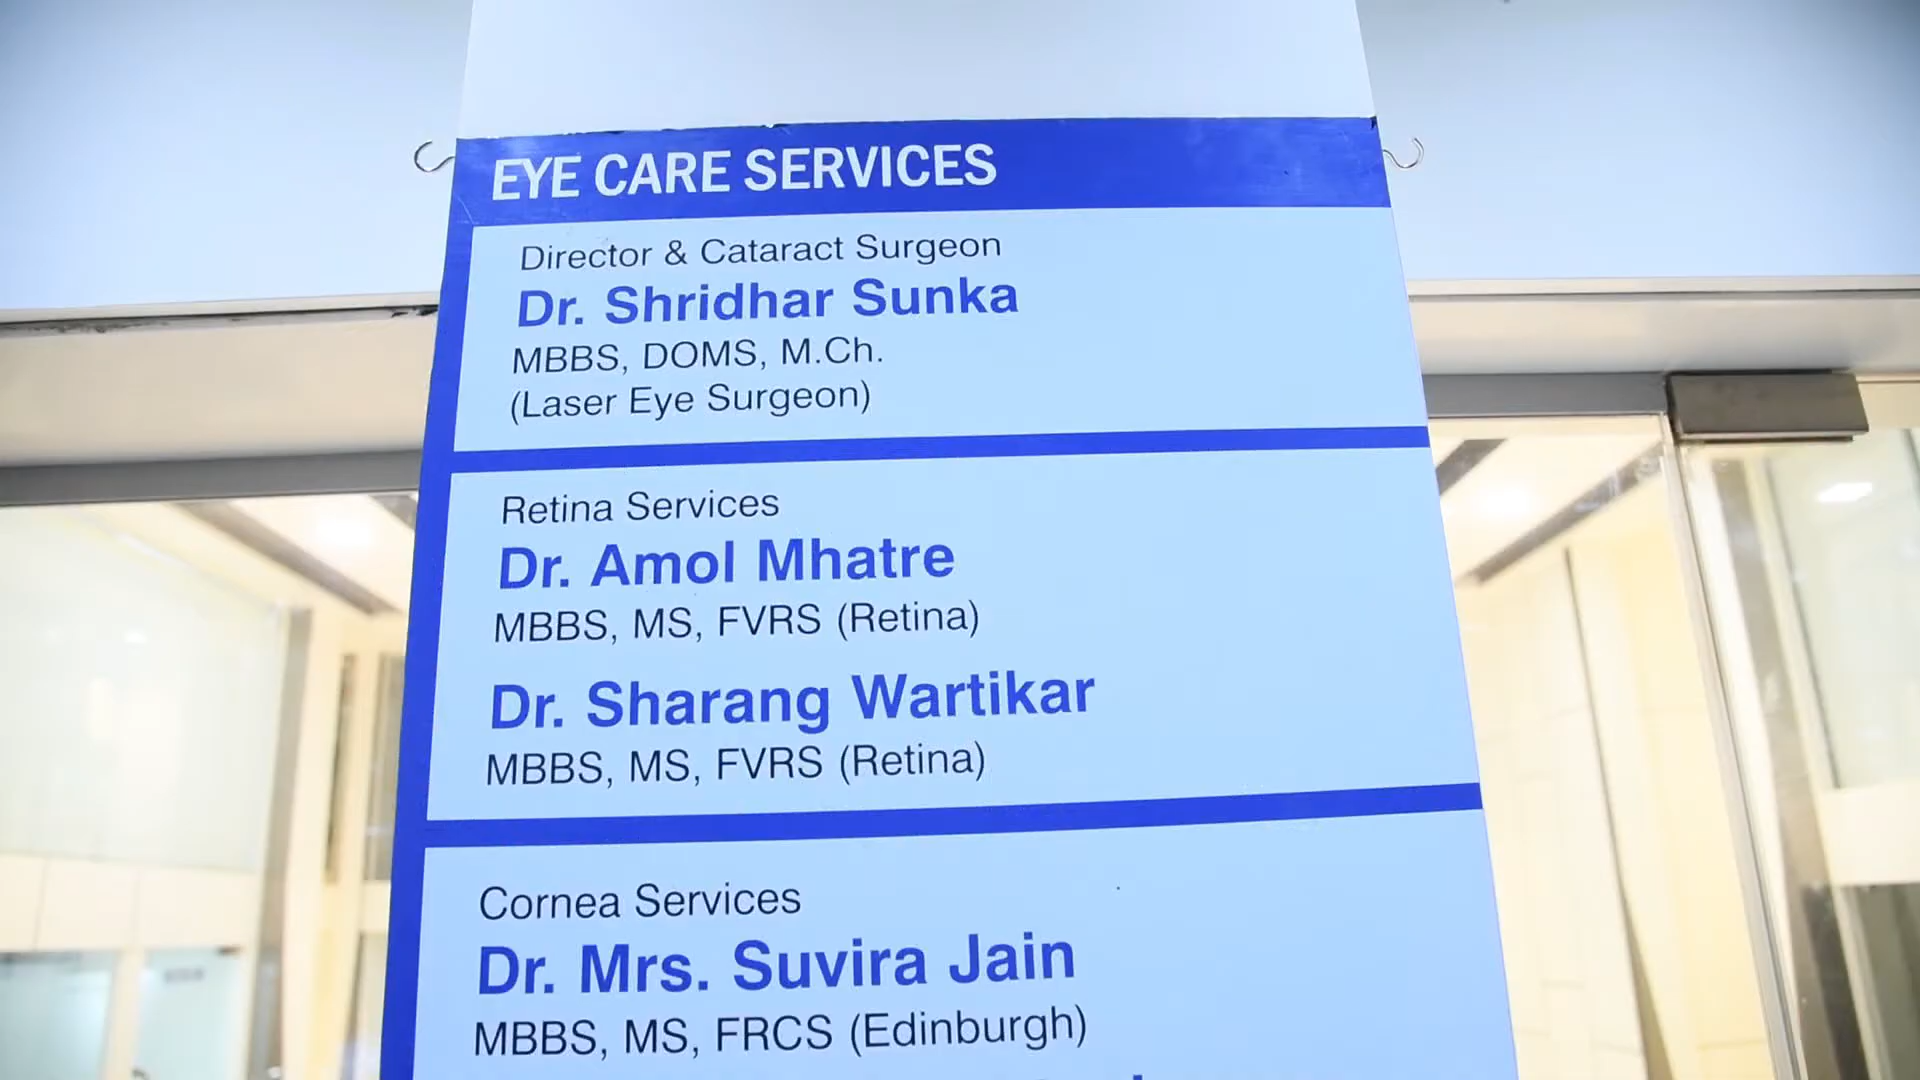 EYE CARE SERVICES
Director & Cataract Surgeon
Dr. Shridhar Sunka
MBBS, DOMS, M.Ch.
(Laser Eye Surgeon)
Retina Services
Dr. Amol Mhatre
MBBS, MS, FVRS (Retina)
Dr. Sharang Wartikar
MBBS, MS, FVRS (Retina)
Cornea Services
Dr. Mrs. Suvira Jain
MBBS, MS, FRCS (Edinburgh)